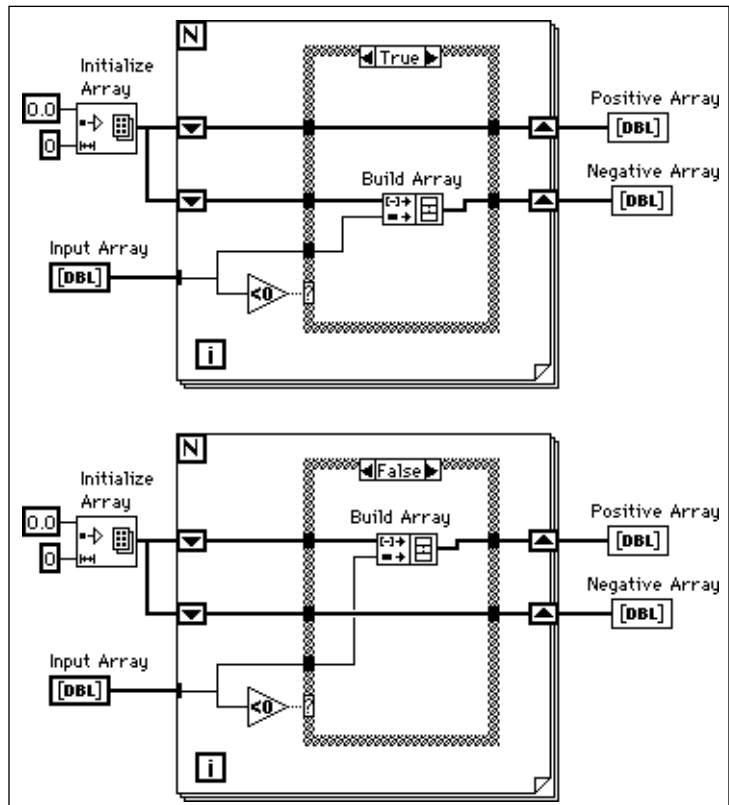 N
True
Initialize
Array
0.0
0
Positive Array
[DBL]
Build Array
Negative Array
[DBL]
Input Array
[DBL]
<0
?
i
N
False
Initialize
Array
0.0
0
Build Array
Positive Array
[DBL]
Negative Array
[DBL]
Input Array
[DBL]
<0
?
i